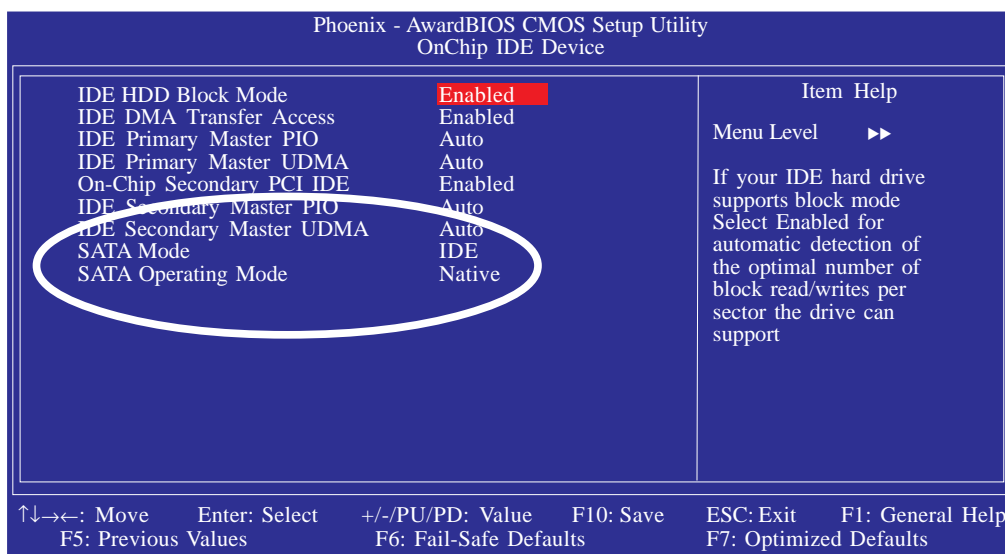 Phoenix - AwardBIOS CMOS Setup Utility
OnChip IDE Device
IDE HDD Block Mode Enabled
IDE DMA Transfer Access Enabled
IDE Primary Master PIO Auto
IDE Primary Master UDMA Auto
On-Chip Secondary PCI IDE Enabled
IDE Secondary Master PIO Auto
IDE Secondary Master UDMA Auto
SATA Mode IDE
SATA Operating Mode Native
Item Help
Menu Level ▶▶
If your IDE hard drive
supports block mode
Select Enabled for
automatic detection of
the optimal number of
block read/writes per
sector the drive can
support
↑↓→←: Move Enter: Select +/-/PU/PD: Value F10: Save ESC: Exit F1: General Help
F5: Previous Values F6: Fail-Safe Defaults F7: Optimized Defaults